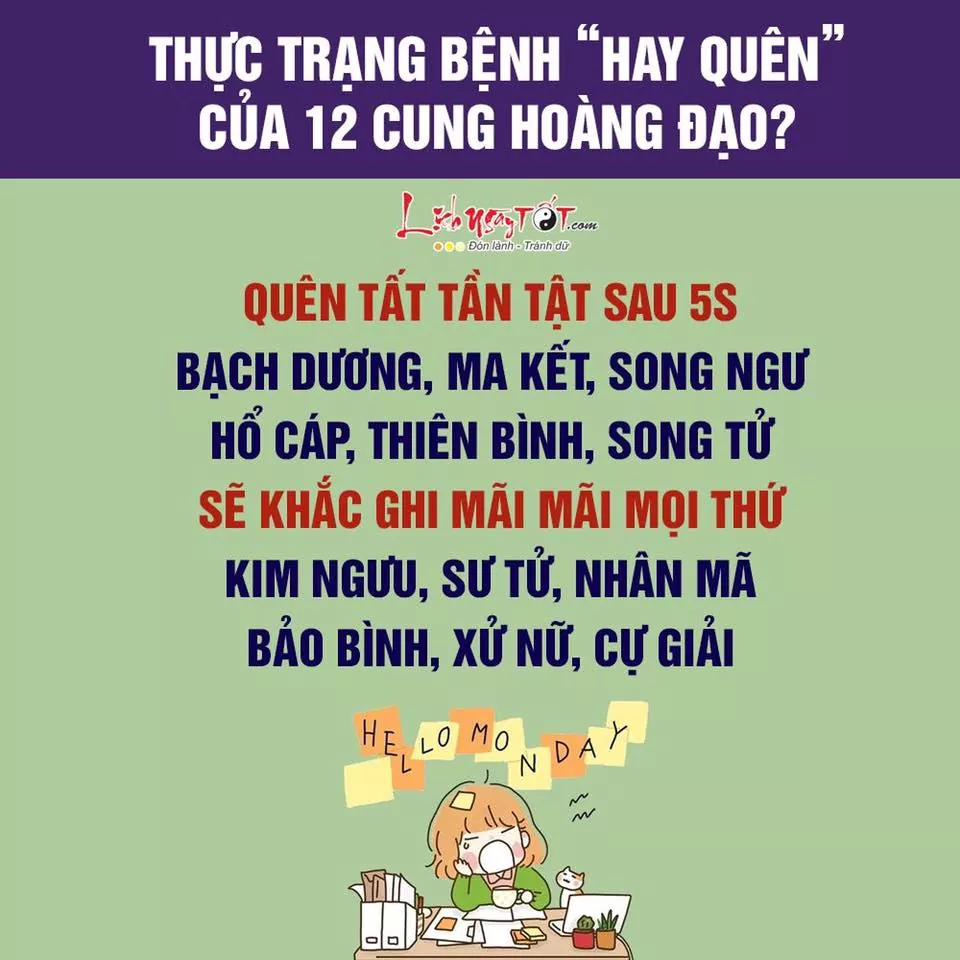 THỰC TRẠNG BỆNH “HAY QUÊN”
CỦA 12 CUNG HOÀNG ĐẠO?
LịchNgàyTỐT.com
Đón lành - Tránh dữ
QUÊN TẤT TẦN TẬT SAU 5S
BẠCH DƯƠNG, MA KẾT, SONG NGƯ
HỔ CÁP, THIÊN BÌNH, SONG TỬ
SẼ KHẮC GHI MÃI MÃI MỌI THỨ
KIM NGƯU, SƯ TỬ, NHÂN MÃ
BẢO BÌNH, XỬ NỮ, CỰ GIẢI
HELLO MONDAY